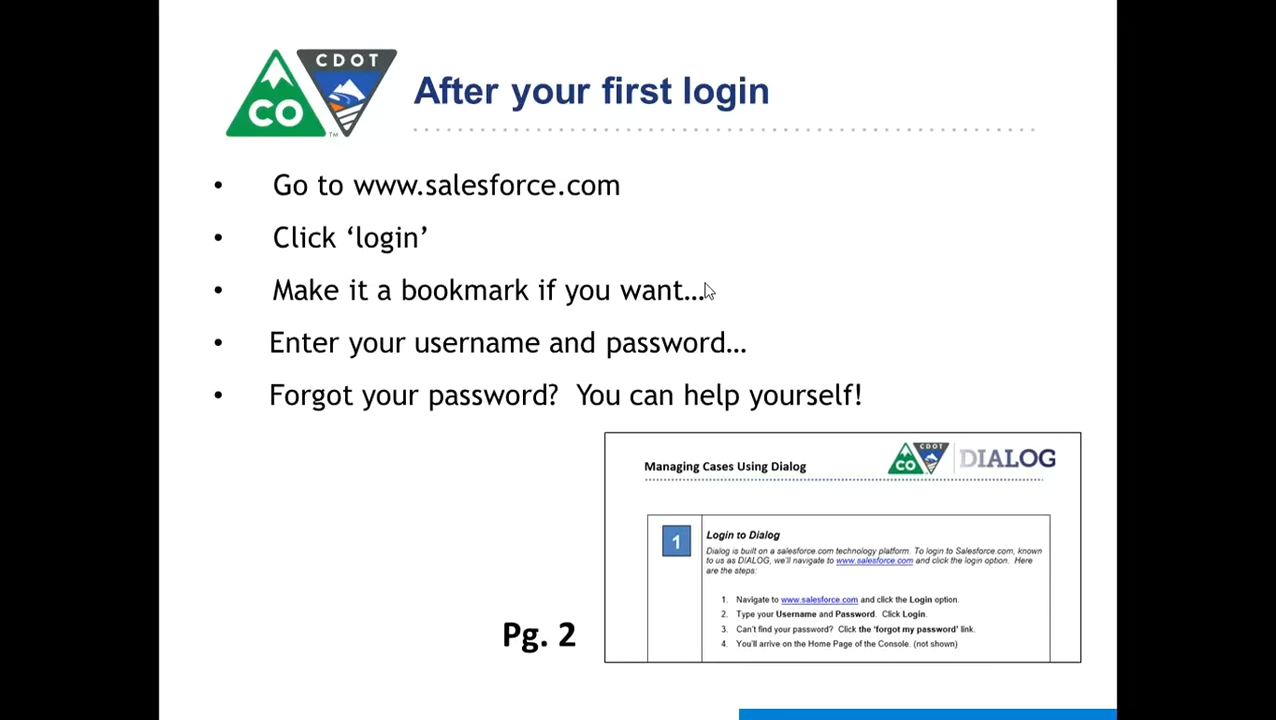 CDOT
CO
TM
After your first login
• Go to www.salesforce.com
• Click ‘login’
• Make it a bookmark if you want…
• Enter your username and password…
• Forgot your password?  You can help yourself!
Managing Cases Using Dialog
CDOT
CO
DIALOG
1
Login to Dialog
Dialog is built on a salesforce.com technology platform. To login to Salesforce.com, known
to us as DIALOG, we’ll navigate to www.salesforce.com and click the login option. Here
are the steps:
1. Navigate to www.salesforce.com and click the Login option.
2. Type your Username and Password. Click Login.
3. Can’t find your password? Click the ‘forgot my password’ link.
4. You’ll arrive on the Home Page of the Console. (not shown)
Pg. 2